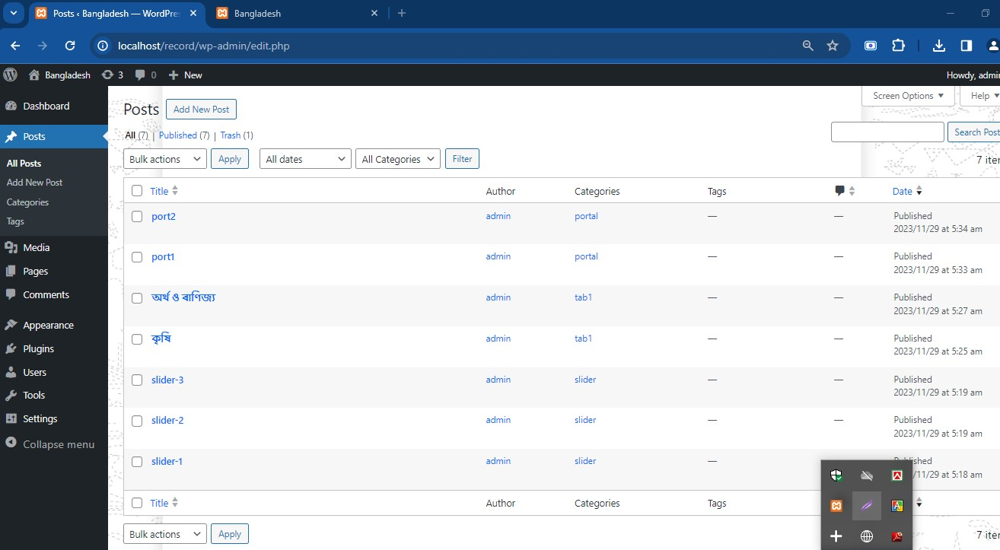 Posts ‹ Bangladesh — WordPre
Bangladesh
localhost/record/wp-admin/edit.php
Bangladesh 3 0 New
Howdy, admin
Dashboard
Posts
All Posts
Add New Post
Categories
Tags
Media
Pages
Comments
Appearance
Plugins
Users
Tools
Settings
Collapse menu
Screen Options Help
Posts Add New Post
All (7) | Published (7) | Trash (1)
Search Post
Bulk actions Apply All dates All Categories Filter
7 iter
Title Author Categories Tags Date
port2 admin portal — — Published
2023/11/29 at 5:34 am
port1 admin portal — — Published
2023/11/29 at 5:33 am
অর্থ ও বাণিজ্য admin tab1 — — Published
2023/11/29 at 5:27 am
কৃষি admin tab1 — — Published
2023/11/29 at 5:25 am
slider-3 admin slider — — Published
2023/11/29 at 5:19 am
slider-2 admin slider — — Published
2023/11/29 at 5:19 am
slider-1 admin slider — blished
/11/29 at 5:18 am
Title Author Categories Tags
Bulk actions Apply
7 iter